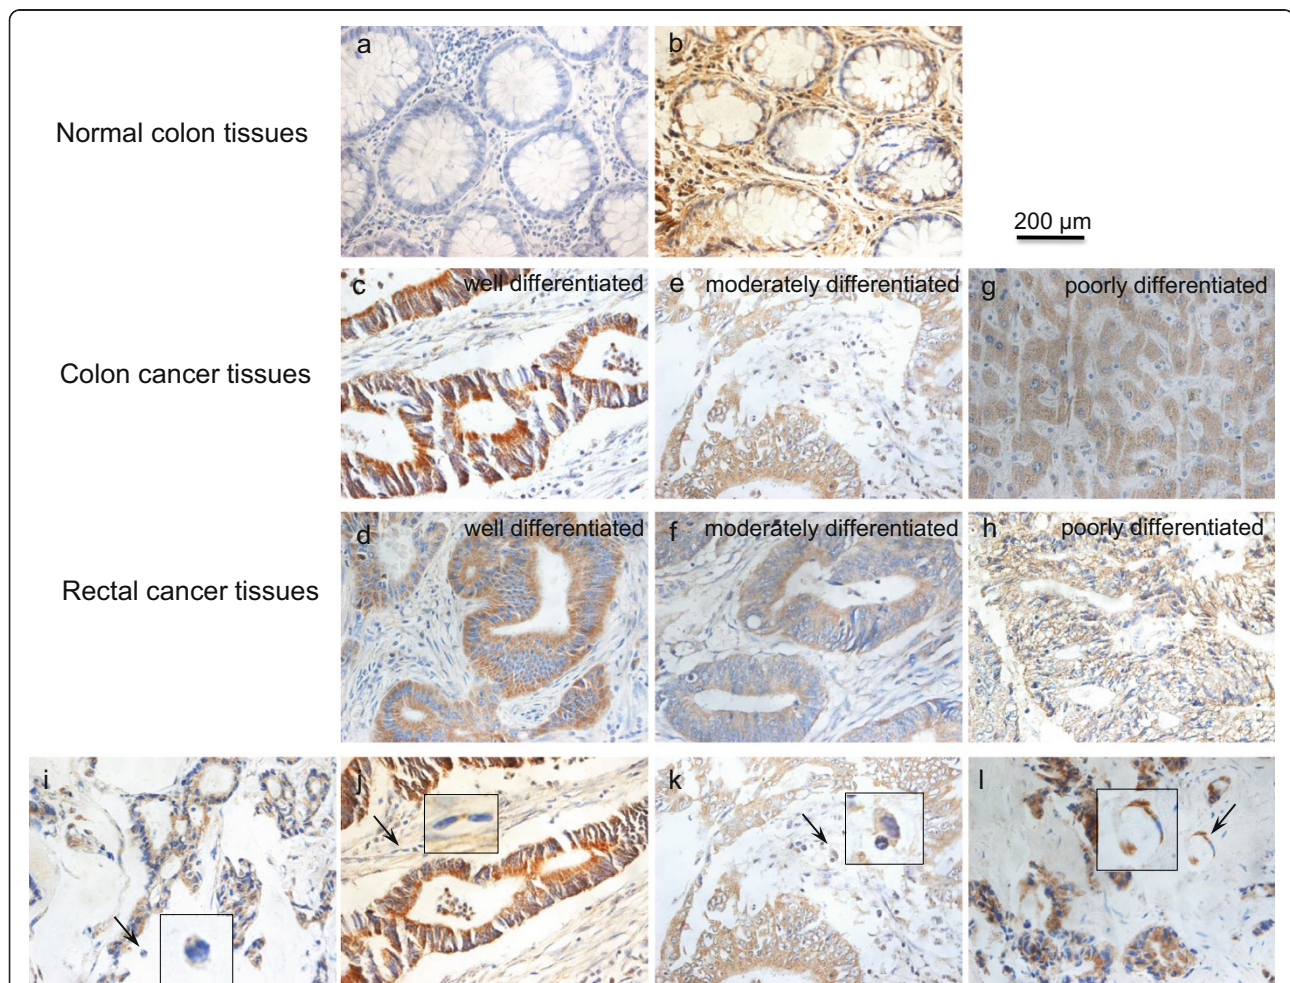 a
b
Normal colon tissues
200 µm
c
well differentiated
e
moderately differentiated
g
poorly differentiated
Colon cancer tissues
d
well differentiated
f
moderately differentiated
h
poorly differentiated
Rectal cancer tissues
i
j
k
l